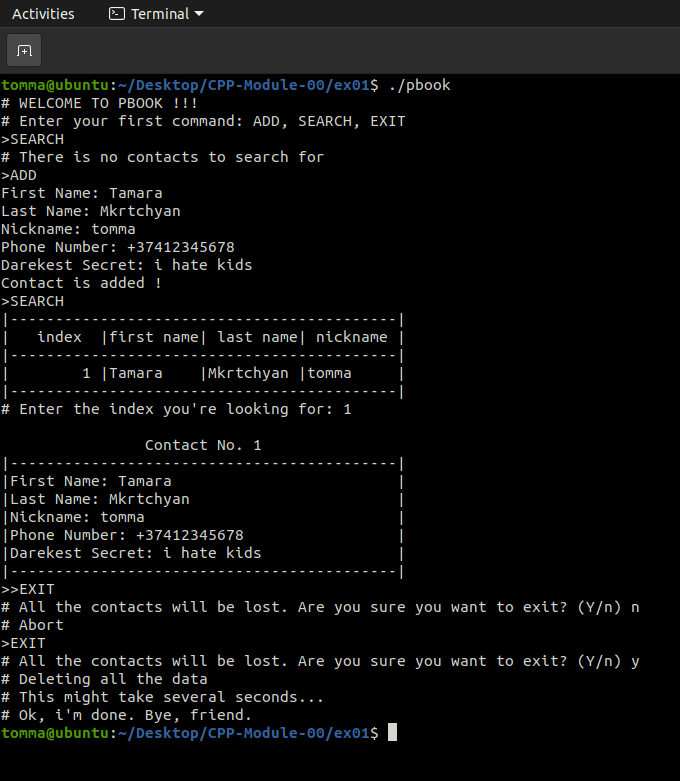 Activities Terminal
tomma@ubuntu:~/Desktop/CPP-Module-00/ex01$ ./pbook
# WELCOME TO PBOOK !!!
# Enter your first command: ADD, SEARCH, EXIT
>SEARCH
# There is no contacts to search for
>ADD
First Name: Tamara
Last Name: Mkrtchyan
Nickname: tomma
Phone Number: +37412345678
Darekest Secret: i hate kids
Contact is added !
>SEARCH
|-------------------------------------------|
|   index  |first name| last name| nickname |
|-------------------------------------------|
|        1 |Tamara    |Mkrtchyan |tomma     |
|-------------------------------------------|
# Enter the index you're looking for: 1
Contact No. 1
|-------------------------------------------|
|First Name: Tamara                         |
|Last Name: Mkrtchyan                       |
|Nickname: tomma                            |
|Phone Number: +37412345678                 |
|Darekest Secret: i hate kids               |
|-------------------------------------------|
>>EXIT
# All the contacts will be lost. Are you sure you want to exit? (Y/n) n
# Abort
>EXIT
# All the contacts will be lost. Are you sure you want to exit? (Y/n) y
# Deleting all the data
# This might take several seconds...
# Ok, i'm done. Bye, friend.
tomma@ubuntu:~/Desktop/CPP-Module-00/ex01$